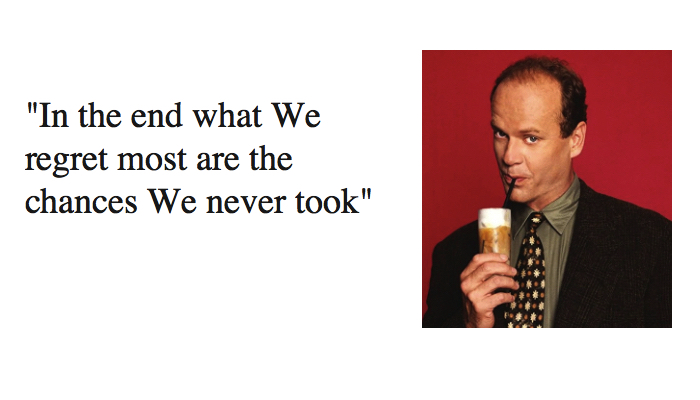 "In the end what We
regret most are the
chances We never took"